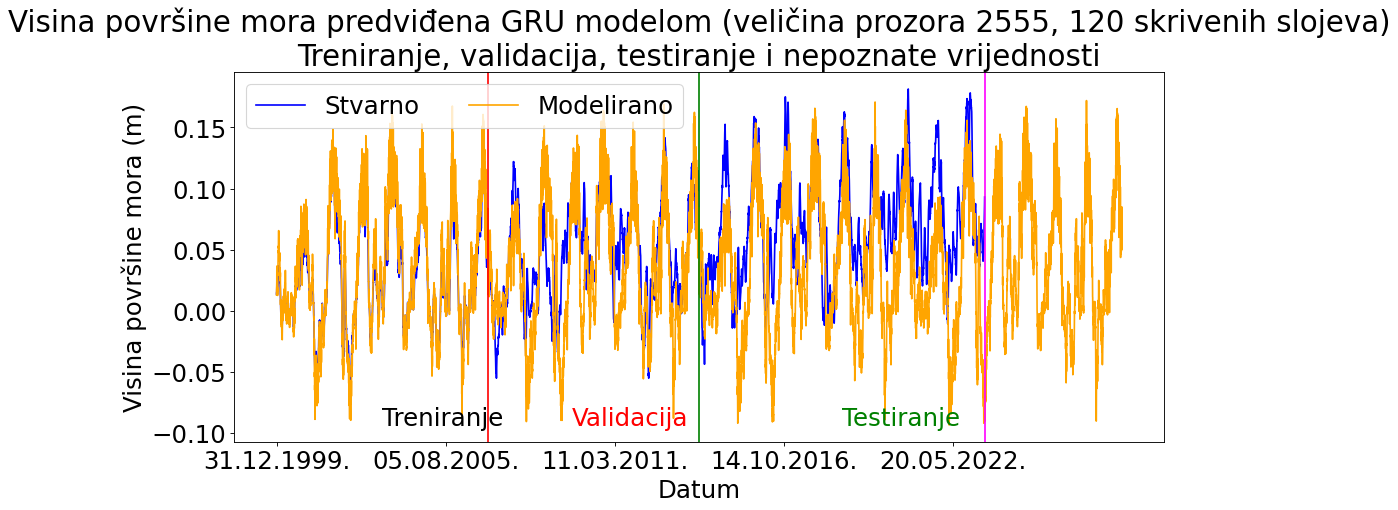 Visina površine mora predviđena GRU modelom (veličina prozora 2555, 120 skrivenih slojeva)
Treniranje, validacija, testiranje i nepoznate vrijednosti
Stvarno
Modelirano
Visina površine mora (m)
0.15
0.10
0.05
0.00
−0.05
−0.10
Treniranje
Validacija
Testiranje
31.12.1999.
05.08.2005.
11.03.2011.
14.10.2016.
20.05.2022.
Datum